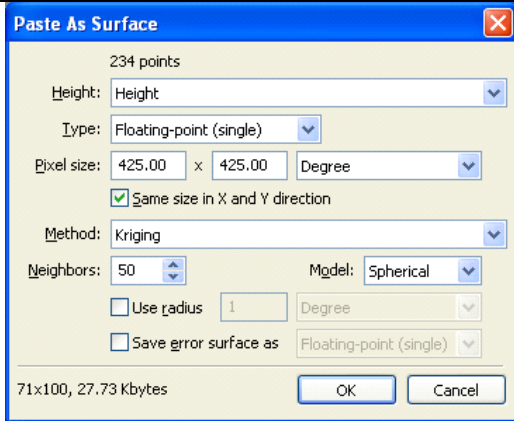 Paste As Surface
234 points
Height: Height
Type: Floating-point (single)
Pixel size: 425.00 x 425.00 Degree
Same size in X and Y direction
Method: Kriging
Neighbors: 50 Model: Spherical
Use radius 1 Degree
Save error surface as Floating-point (single)
71x100, 27.73 Kbytes OK Cancel